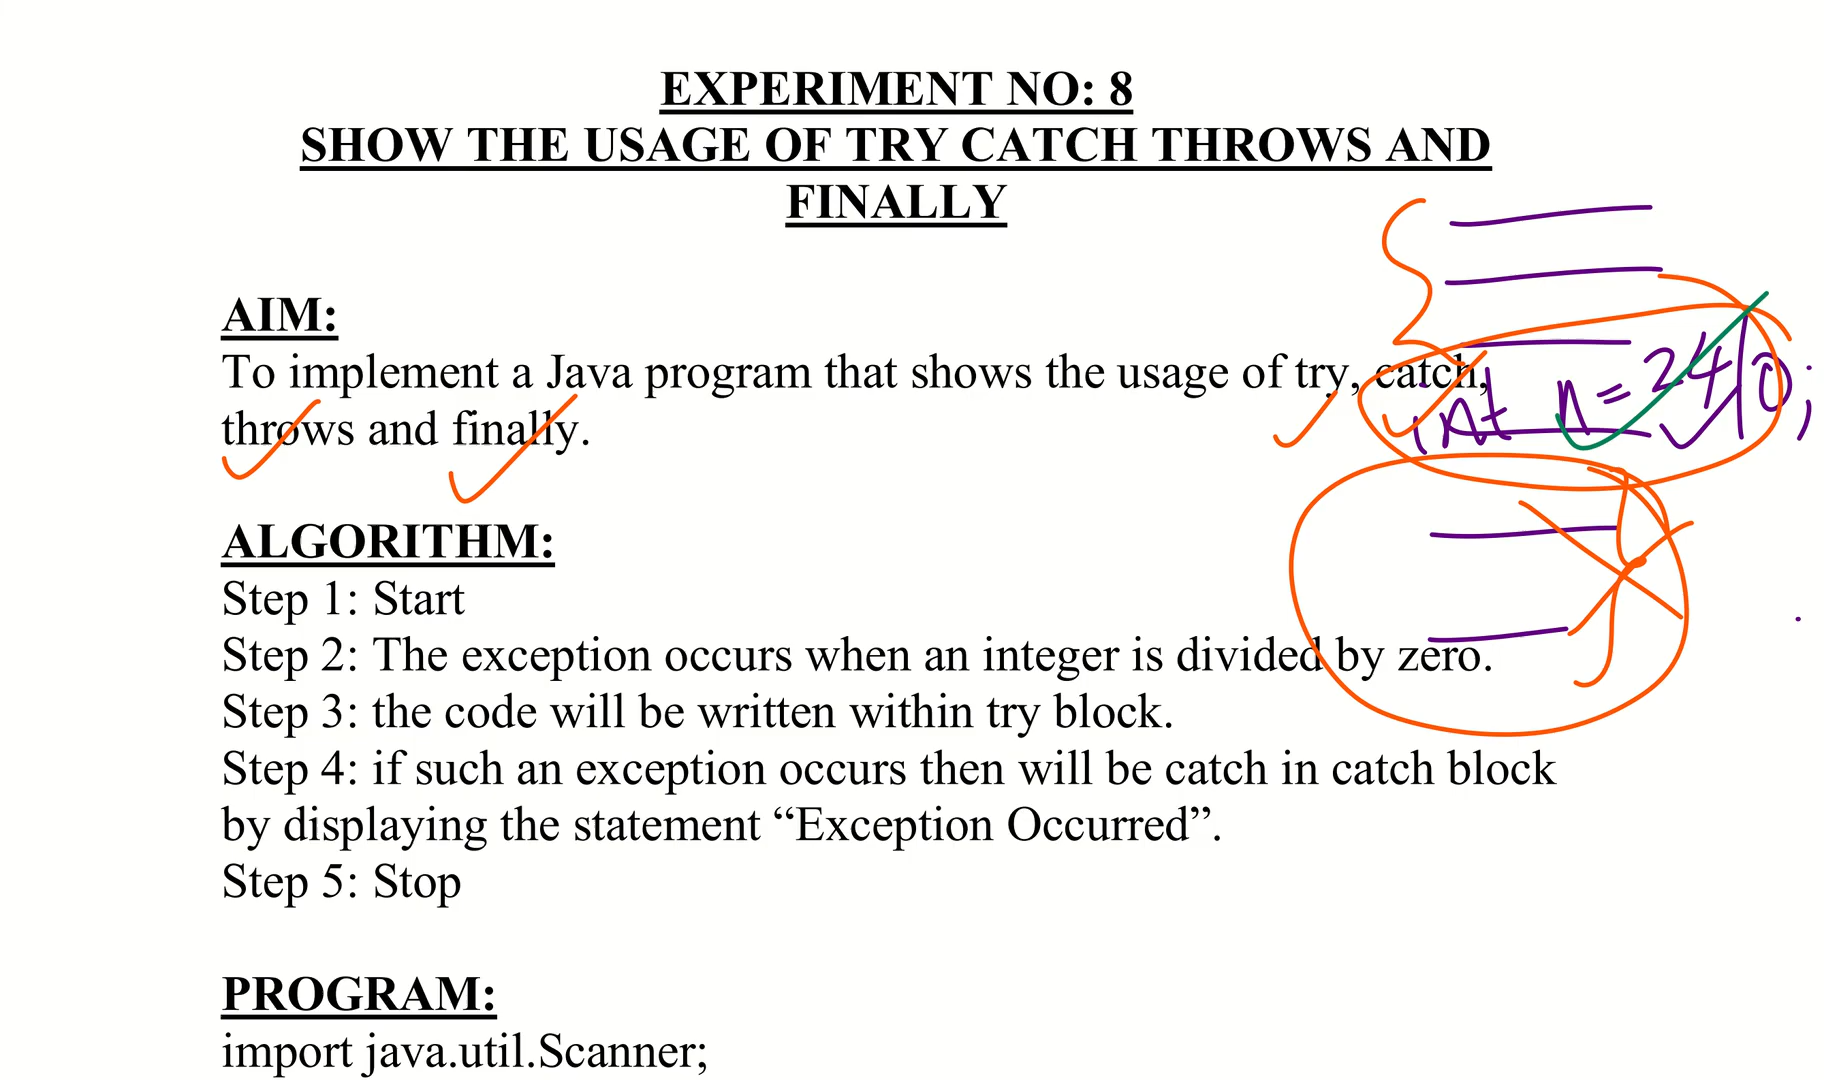 EXPERIMENT NO: 8
SHOW THE USAGE OF TRY CATCH THROWS AND
FINALLY
AIM:
To implement a Java program that shows the usage of try, catch,
throws and finally.
int n = 24/0;
ALGORITHM:
Step 1: Start
Step 2: The exception occurs when an integer is divided by zero.
Step 3: the code will be written within try block.
Step 4: if such an exception occurs then will be catch in catch block
by displaying the statement “Exception Occurred”.
Step 5: Stop
PROGRAM:
import java.util.Scanner;